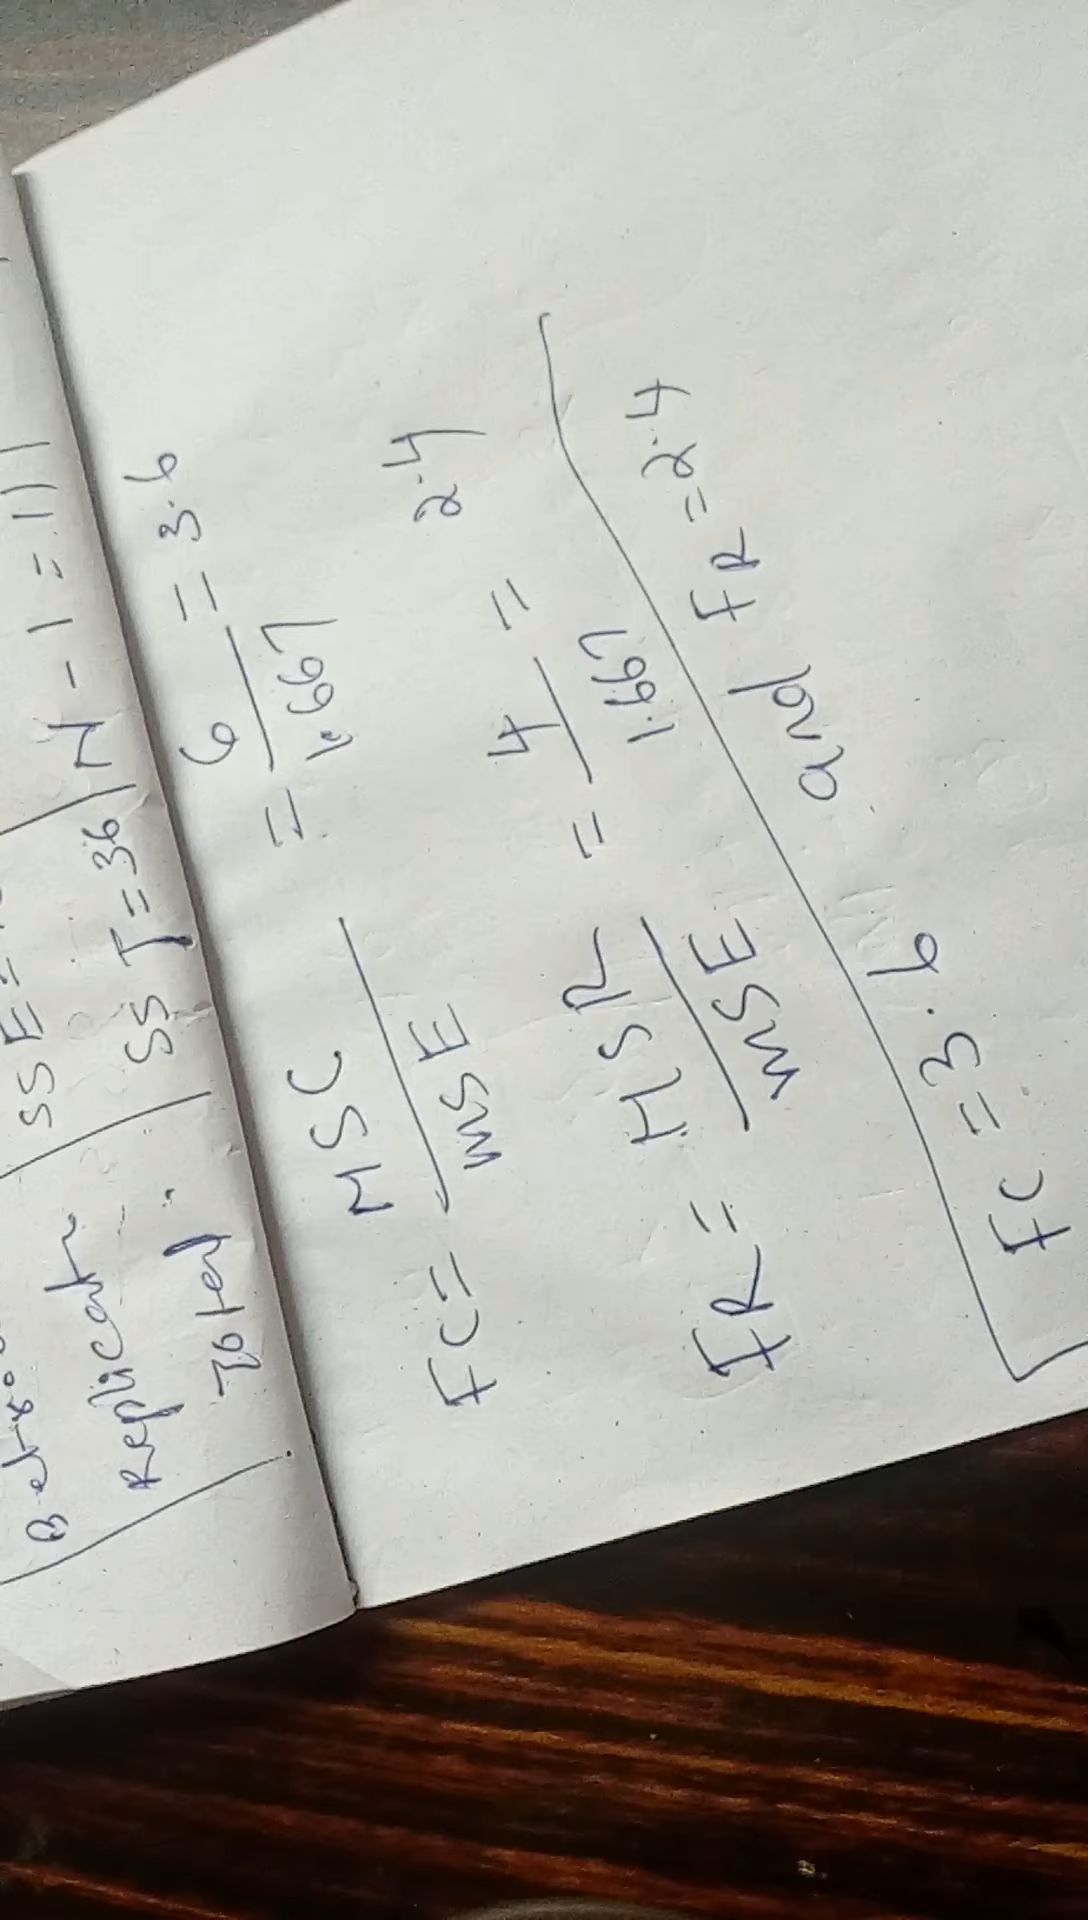 SSE =
Replicate
Total | SST = 36 | N - 1 = 11
FC = MSC / MSE = 6 / 1.667 = 3.6
FR = MSR / MSE = 4 / 1.667 = 2.4
FC = 3.6 and FR = 2.4